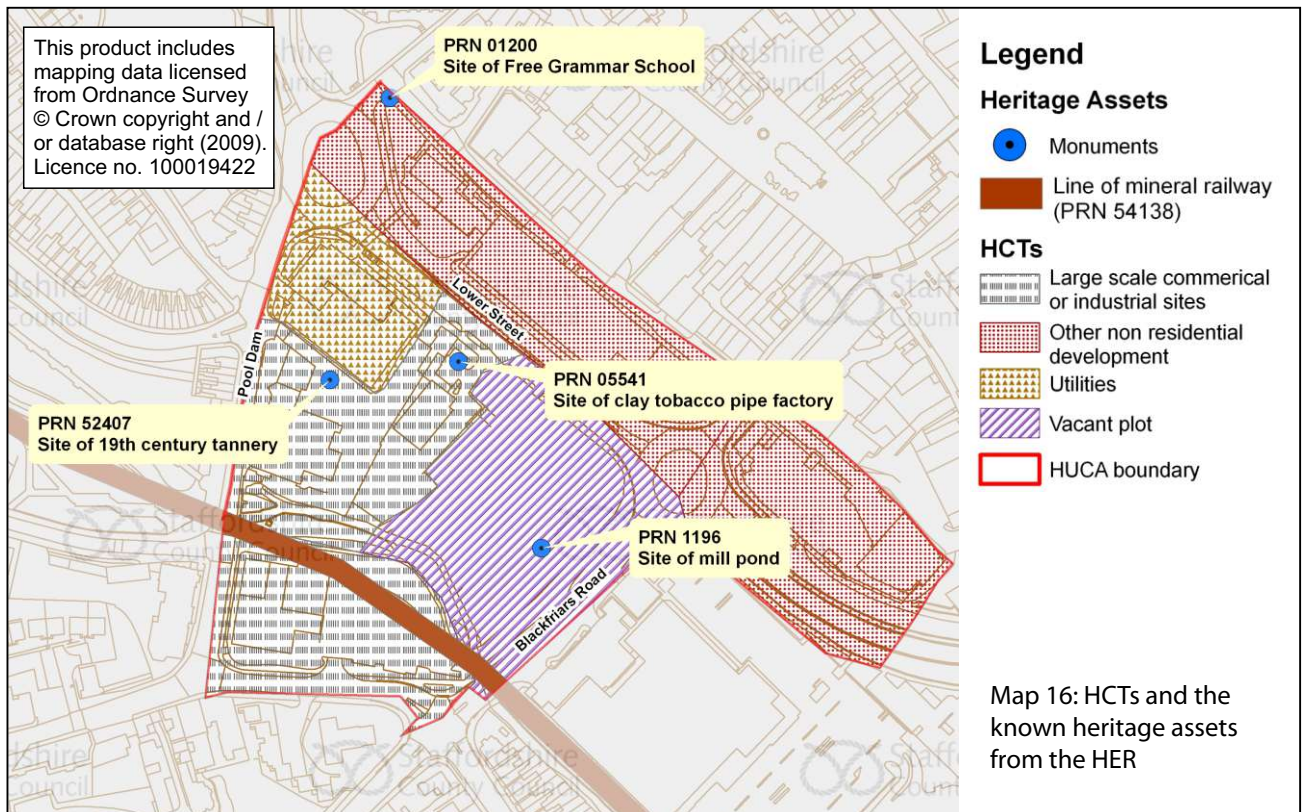 This product includes
mapping data licensed
from Ordnance Survey
© Crown copyright and /
or database right (2009).
Licence no. 100019422
PRN 01200
Site of Free Grammar School
Lower Street
Pool Dam
PRN 05541
Site of clay tobacco pipe factory
PRN 52407
Site of 19th century tannery
PRN 1196
Site of mill pond
Blackfriars Road
Legend
Heritage Assets
Monuments
Line of mineral railway
(PRN 54138)
HCTs
Large scale commerical
or industrial sites
Other non residential
development
Utilities
Vacant plot
HUCA boundary
Map 16: HCTs and the
known heritage assets
from the HER
Staffordshire
County Council